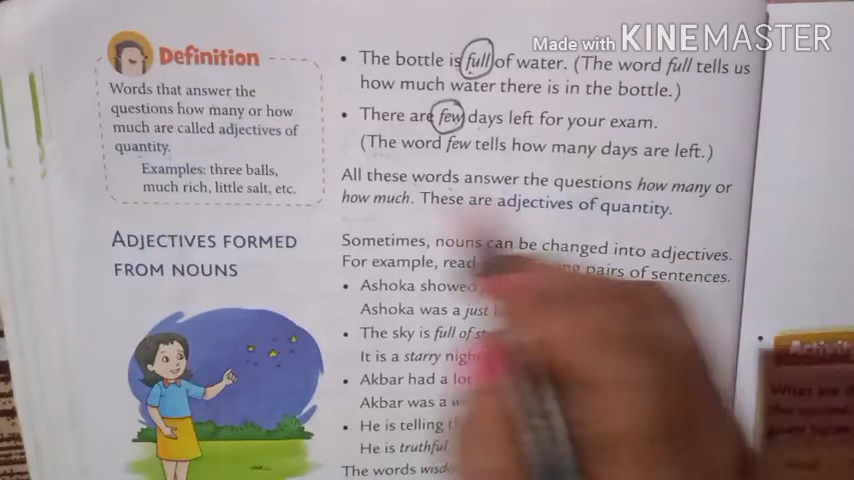 Made with KINEMASTER
Definition
Words that answer the
questions how many or how
much are called adjectives of
quantity.
Examples: three balls,
much rich, little salt, etc.
• The bottle is full of water. (The word full tells us
how much water there is in the bottle.)
• There are few days left for your exam.
(The word few tells how many days are left.)
All these words answer the questions how many or
how much. These are adjectives of quantity.
ADJECTIVES FORMED
FROM NOUNS
Sometimes, nouns can be changed into adjectives.
For example, read pairs of sentences.
• Ashoka showed
Ashoka was a just
• The sky is full of
It is a starry
• Akbar had a lot
Akbar was a
• He is telling
He is truthful
The words
Activity
What are